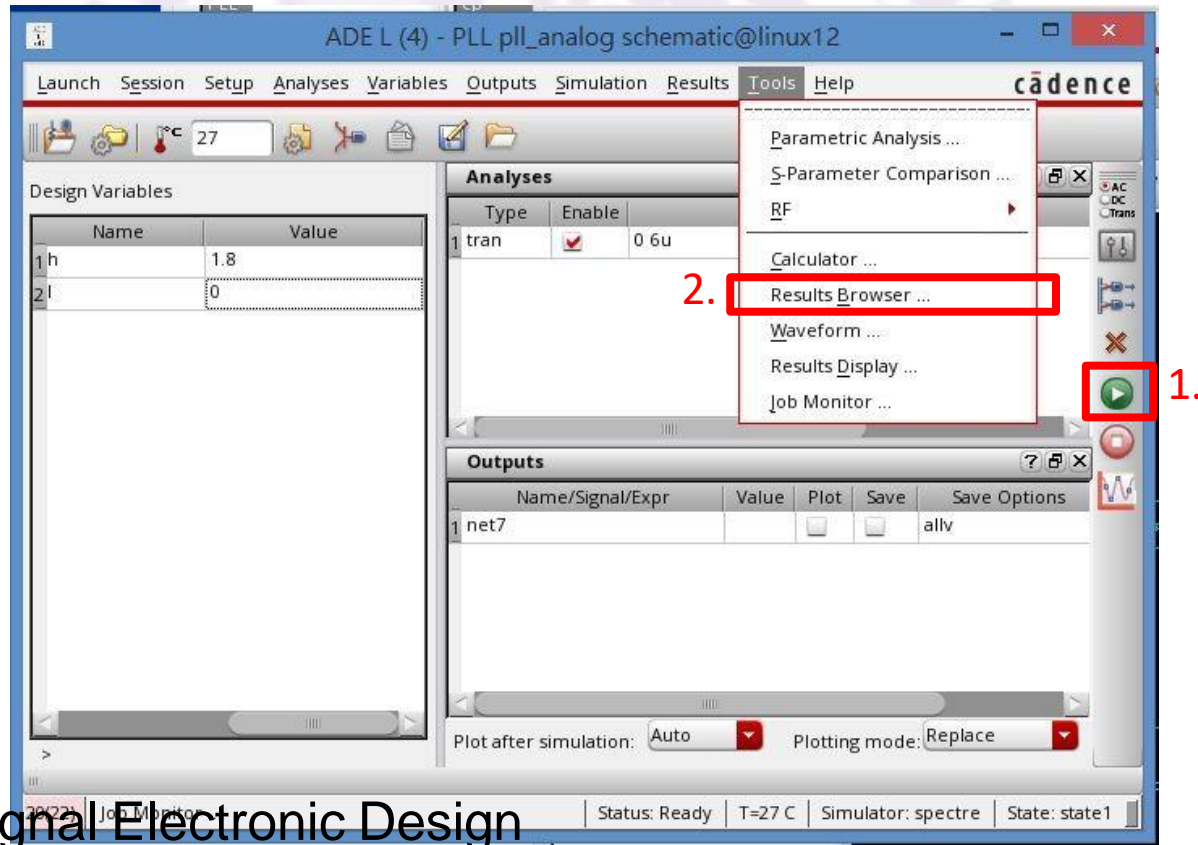 ADE L (4) - PLL pll_analog schematic@linux12
Launch Session Setup Analyses Variables Outputs Simulation Results Tools Help cādence
°C 27
Design Variables
Name Value
1 h 1.8
2 l 0
>
Analyses
Type Enable
1 tran 0 6u
Parametric Analysis ...
S-Parameter Comparison ...
RF
Calculator ...
2. Results Browser ...
Waveform ...
Results Display ...
Job Monitor ...
AC
DC
Trans
1.
Outputs
Name/Signal/Expr Value Plot Save Save Options
1 net7 allv
Plot after simulation: Auto Plotting mode: Replace
Job Monitor
Status: Ready T=27 C Simulator: spectre State: state1
gnal Electronic Design